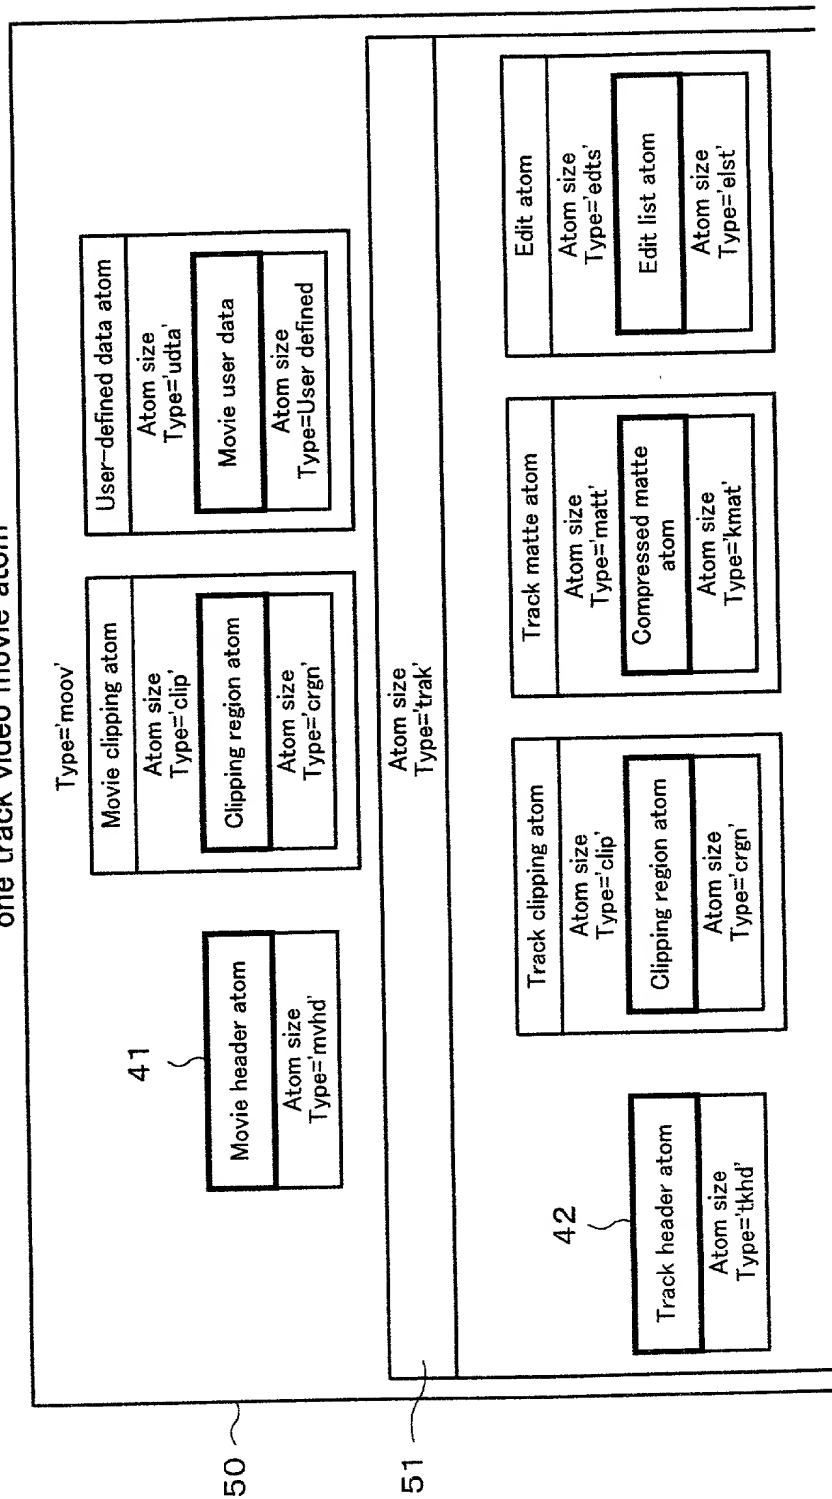 one track video movie atom
Type='moov'
50
41
Movie header atom
Atom size
Type='mvhd'
Movie clipping atom
Atom size
Type='clip'
Clipping region atom
Atom size
Type='crgn'
User-defined data atom
Atom size
Type='udta'
Movie user data
Atom size
Type=User defined
51
Atom size
Type='trak'
42
Track header atom
Atom size
Type='tkhd'
Track clipping atom
Atom size
Type='clip'
Clipping region atom
Atom size
Type='crgn'
Track matte atom
Atom size
Type='matt'
Compressed matte
atom
Atom size
Type='kmat'
Edit atom
Atom size
Type='edts'
Edit list atom
Atom size
Type='elst'